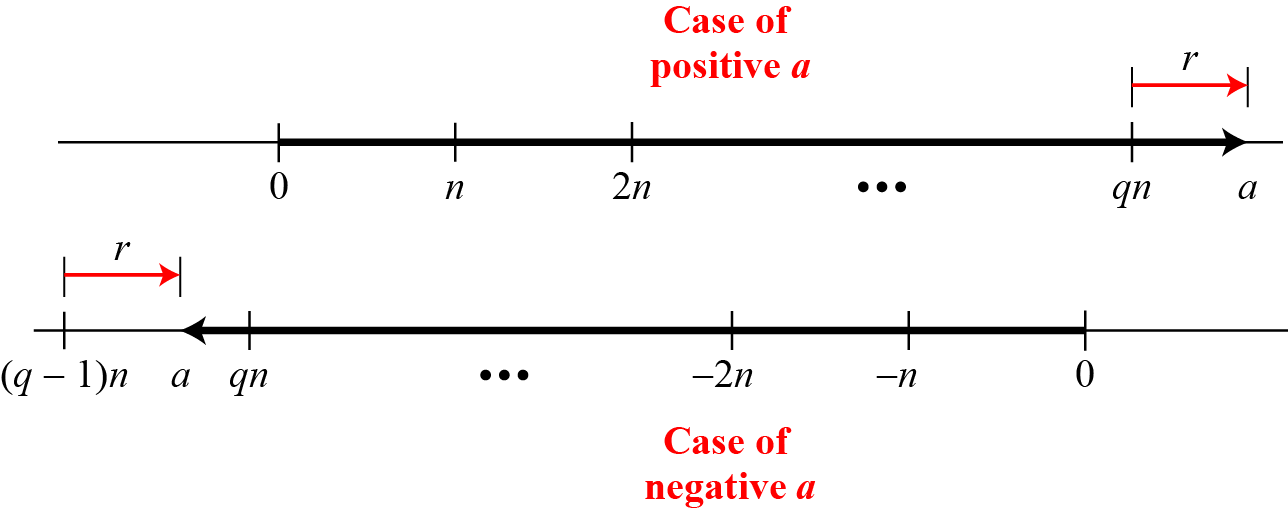 Case of
positive a
r
0 n 2n ••• qn a
r
(q – 1)n a qn ••• –2n –n 0
Case of
negative a